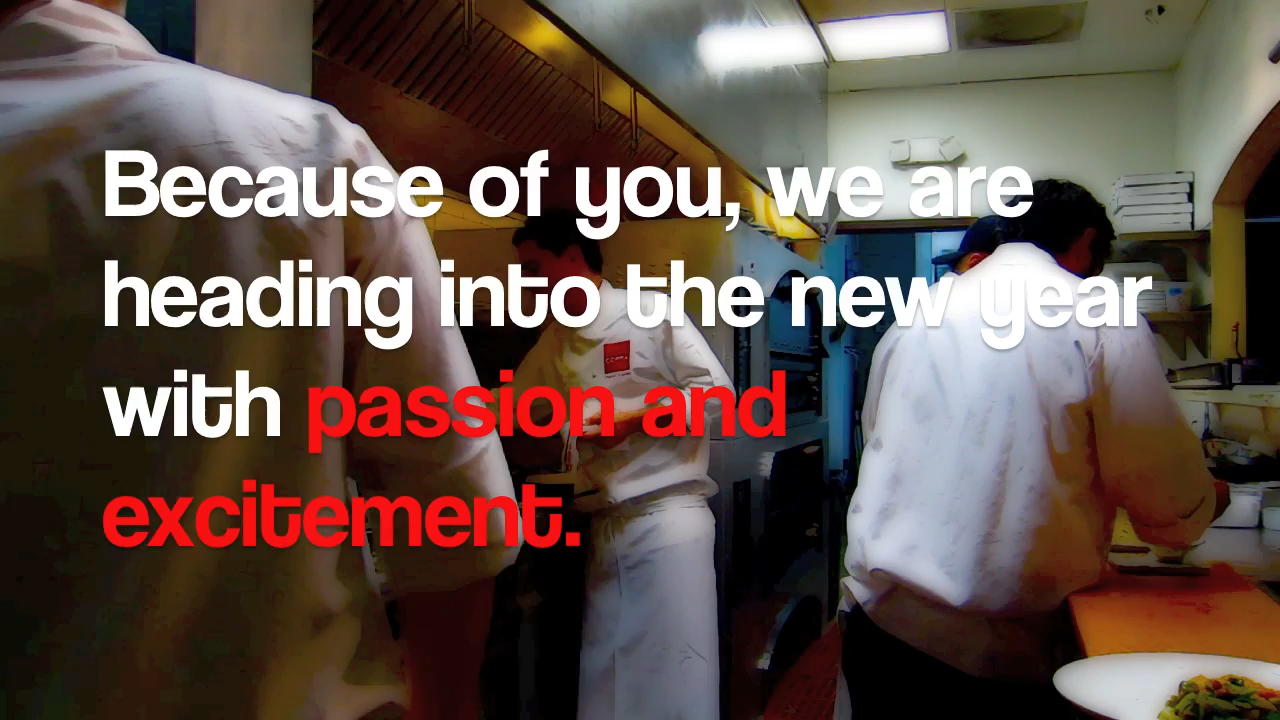 Because of you, we are
heading into the new year
with passion and
excitement.